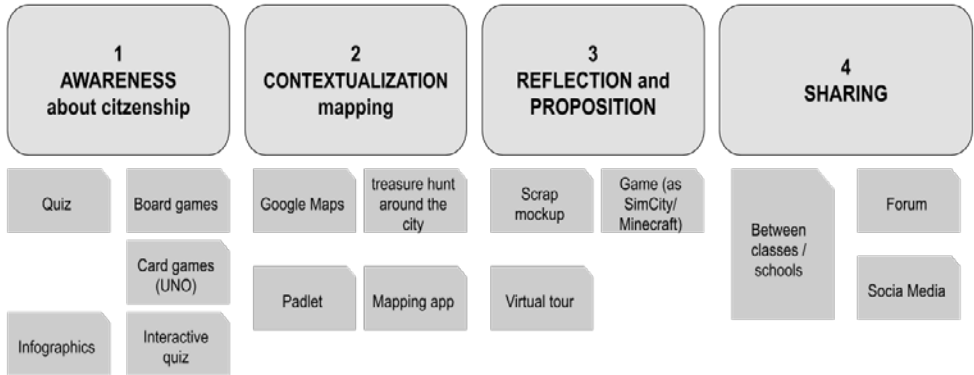 1
AWARENESS
about citzenship
2
CONTEXTUALIZATION
mapping
3
REFLECTION and
PROPOSITION
4
SHARING
Quiz
Board games
Card games
(UNO)
Infographics
Interactive
quiz
Google Maps
treasure hunt
around the
city
Padlet
Mapping app
Scrap
mockup
Game (as
SimCity/
Minecraft)
Virtual tour
Between
classes /
schools
Forum
Socia Media